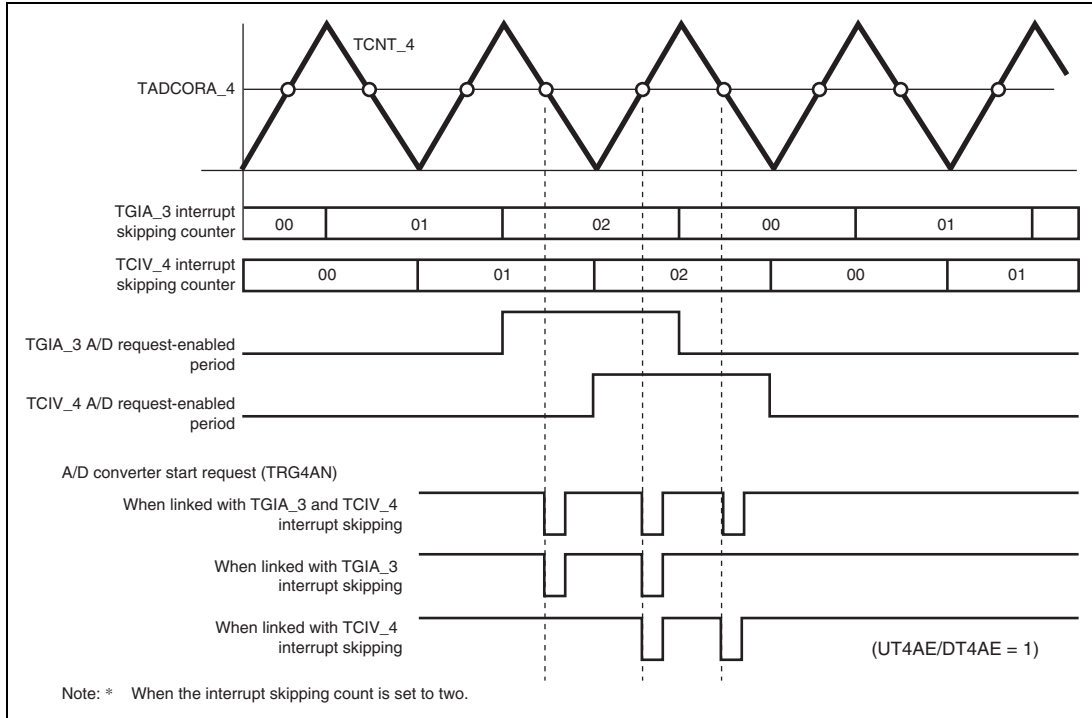 TCNT_4
TADCORA_4
TGIA_3 interrupt
skipping counter
00 01 02 00 01
TCIV_4 interrupt
skipping counter
00 01 02 00 01
TGIA_3 A/D request-enabled
period
TCIV_4 A/D request-enabled
period
A/D converter start request (TRG4AN)
When linked with TGIA_3 and TCIV_4
interrupt skipping
When linked with TGIA_3
interrupt skipping
When linked with TCIV_4
interrupt skipping
(UT4AE/DT4AE = 1)
Note: * When the interrupt skipping count is set to two.